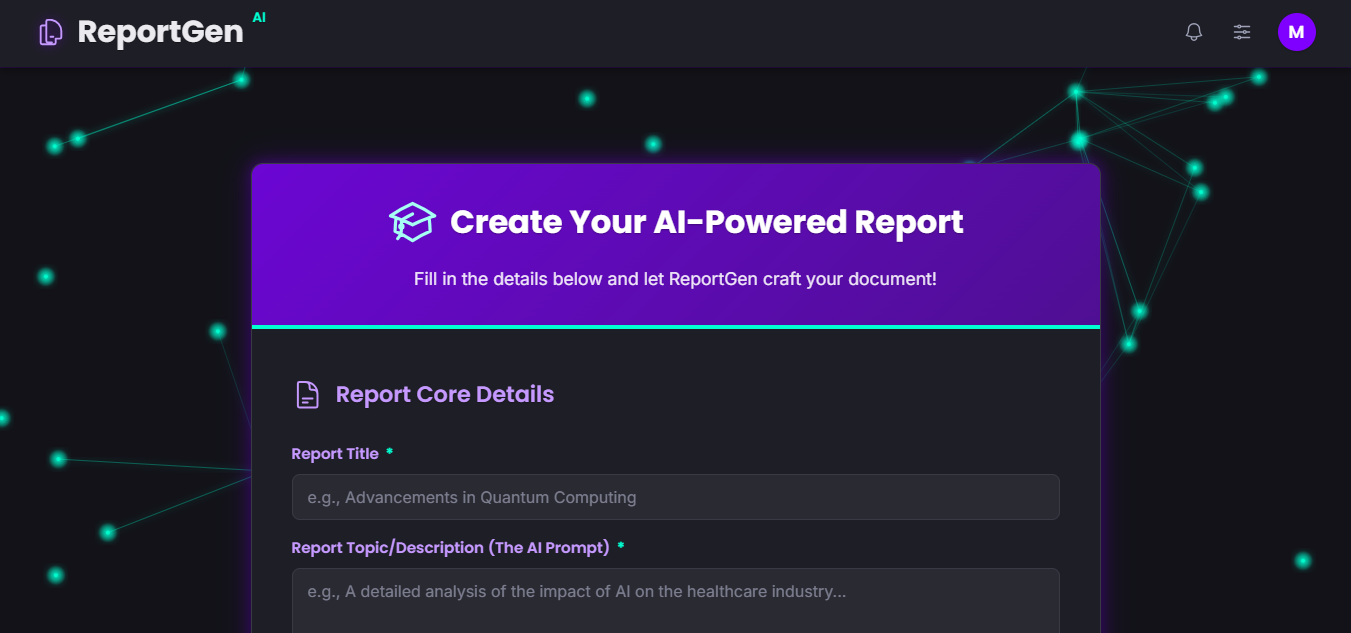 ReportGen AI
M
Create Your AI-Powered Report
Fill in the details below and let ReportGen craft your document!
Report Core Details
Report Title *
e.g., Advancements in Quantum Computing
Report Topic/Description (The AI Prompt) *
e.g., A detailed analysis of the impact of AI on the healthcare industry...